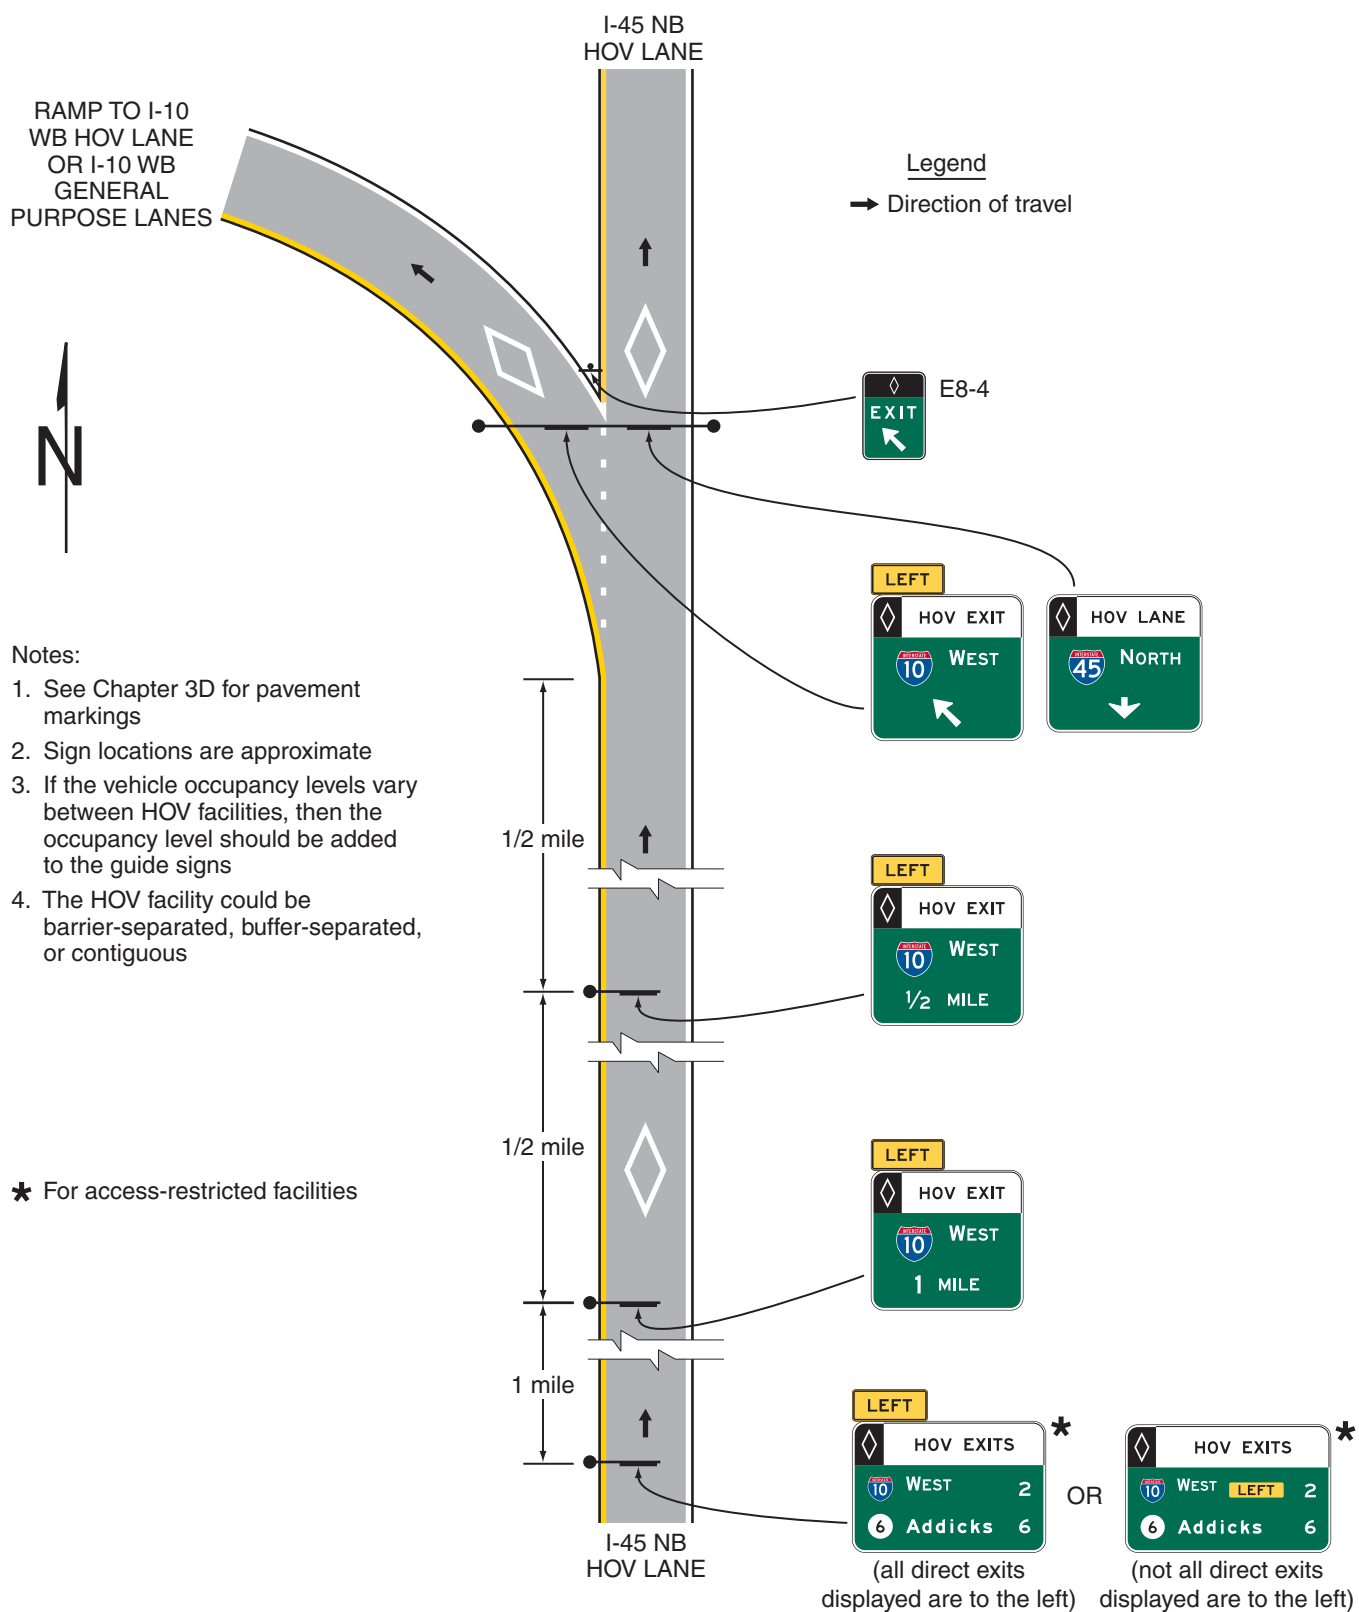 I-45 NB
HOV LANE
RAMP TO I-10
WB HOV LANE
OR I-10 WB
GENERAL
PURPOSE LANES
Legend
Direction of travel
N
EXIT
E8-4
LEFT
HOV EXIT
INTERSTATE
10 WEST
HOV LANE
INTERSTATE
45 NORTH
Notes:
1. See Chapter 3D for pavement
markings
2. Sign locations are approximate
3. If the vehicle occupancy levels vary
between HOV facilities, then the
occupancy level should be added
to the guide signs
4. The HOV facility could be
barrier-separated, buffer-separated,
or contiguous
* For access-restricted facilities
1/2 mile
LEFT
HOV EXIT
INTERSTATE
10 WEST
1/2 MILE
1/2 mile
LEFT
HOV EXIT
INTERSTATE
10 WEST
1 MILE
1 mile
LEFT
HOV EXITS *
INTERSTATE
10 WEST 2
6 Addicks 6
(all direct exits
displayed are to the left)
OR
HOV EXITS *
INTERSTATE
10 WEST LEFT 2
6 Addicks 6
(not all direct exits
displayed are to the left)
I-45 NB
HOV LANE